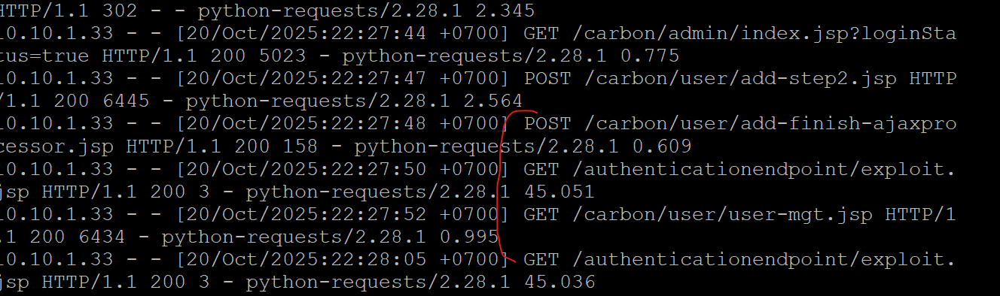 HTTP/1.1 302 - - python-requests/2.28.1 2.345
10.10.1.33 - - [20/Oct/2025:22:27:44 +0700] GET /carbon/admin/index.jsp?loginSta
tus=true HTTP/1.1 200 5023 - python-requests/2.28.1 0.775
10.10.1.33 - - [20/Oct/2025:22:27:47 +0700] POST /carbon/user/add-step2.jsp HTTP
/1.1 200 6445 - python-requests/2.28.1 2.564
10.10.1.33 - - [20/Oct/2025:22:27:48 +0700] POST /carbon/user/add-finish-ajaxpro
cessor.jsp HTTP/1.1 200 158 - python-requests/2.28.1 0.609
10.10.1.33 - - [20/Oct/2025:22:27:50 +0700] GET /authenticationendpoint/exploit.
jsp HTTP/1.1 200 3 - python-requests/2.28.1 45.051
10.10.1.33 - - [20/Oct/2025:22:27:52 +0700] GET /carbon/user/user-mgt.jsp HTTP/1
.1 200 6434 - python-requests/2.28.1 0.995
10.10.1.33 - - [20/Oct/2025:22:28:05 +0700] GET /authenticationendpoint/exploit.
jsp HTTP/1.1 200 3 - python-requests/2.28.1 45.036